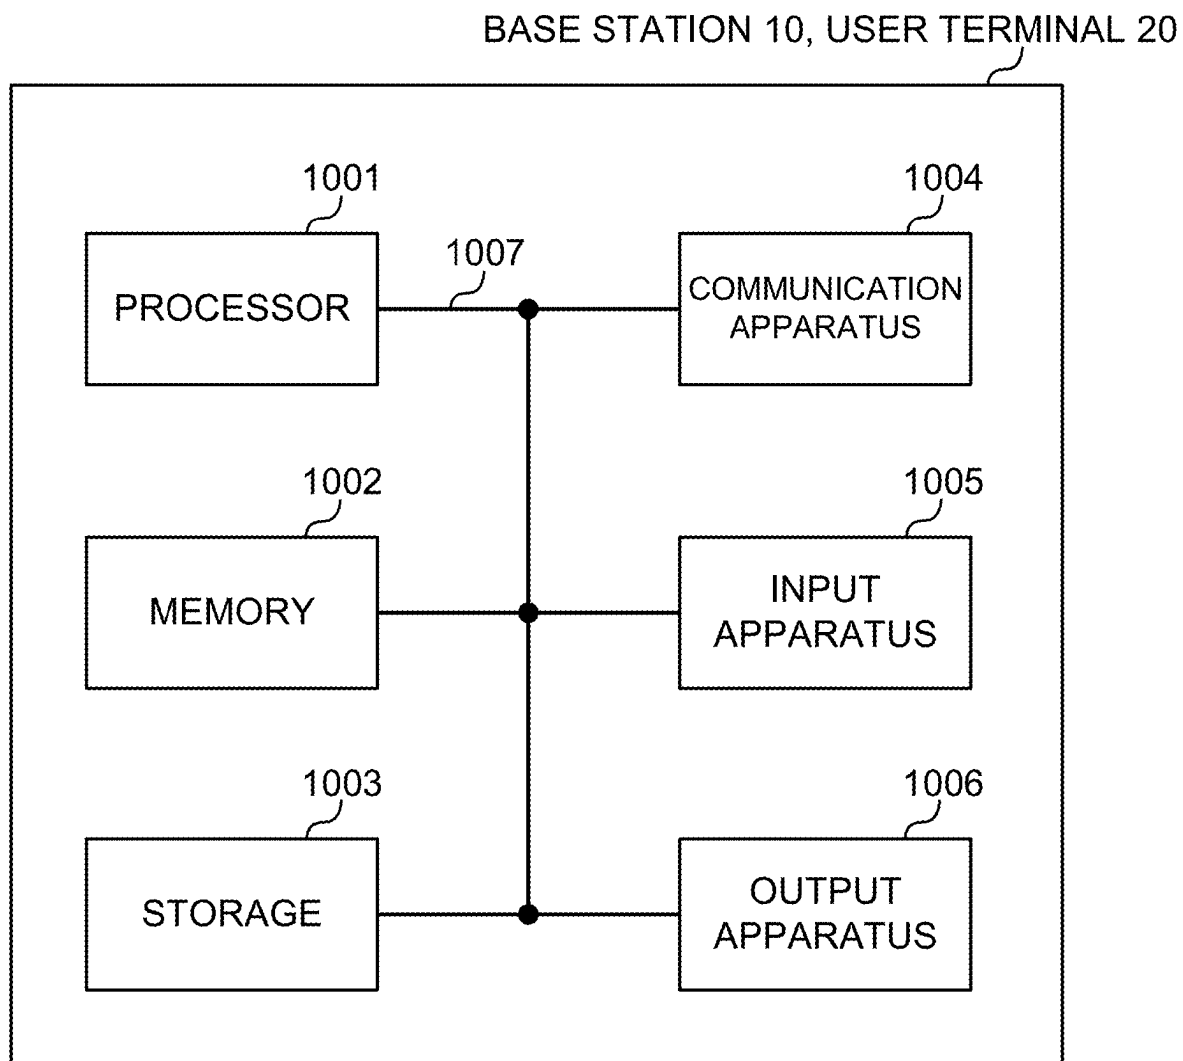 BASE STATION 10, USER TERMINAL 20
1001
1004
PROCESSOR
1007
COMMUNICATION
APPARATUS
1002
1005
MEMORY
INPUT
APPARATUS
1003
1006
STORAGE
OUTPUT
APPARATUS